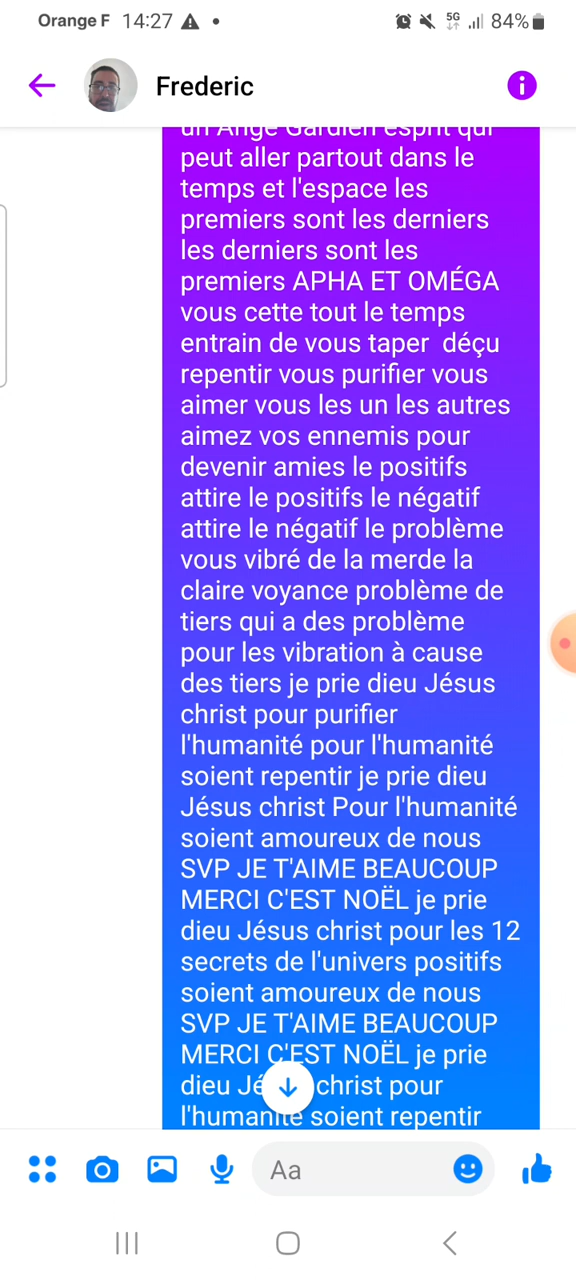 Orange F 14:27
5G 84%
Frederic
un Ange Gardien esprit qui
peut aller partout dans le
temps et l'espace les
premiers sont les derniers
les derniers sont les
premiers APHA ET OMÉGA
vous cette tout le temps
entrain de vous taper déçu
repentir vous purifier vous
aimer vous les un les autres
aimez vos ennemis pour
devenir amies le positifs
attire le positifs le négatif
attire le négatif le problème
vous vibré de la merde la
claire voyance problème de
tiers qui a des problème
pour les vibration à cause
des tiers je prie dieu Jésus
christ pour purifier
l'humanité pour l'humanité
soient repentir je prie dieu
Jésus christ Pour l'humanité
soient amoureux de nous
SVP JE T'AIME BEAUCOUP
MERCI C'EST NOËL je prie
dieu Jésus christ pour les 12
secrets de l'univers positifs
soient amoureux de nous
SVP JE T'AIME BEAUCOUP
MERCI C'EST NOËL je prie
dieu christ pour
l'humanité soient repentir
Aa